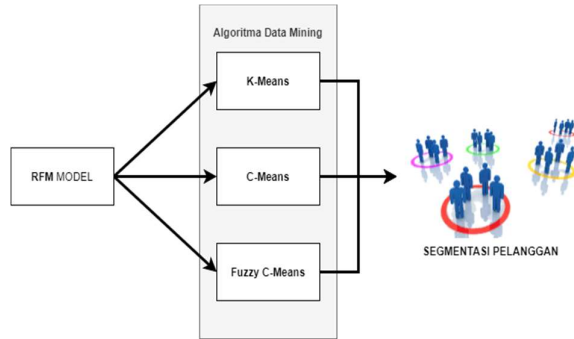 Algoritma Data Mining
K-Means
RFM MODEL
C-Means
Fuzzy C-Means
SEGMENTASI PELANGGAN